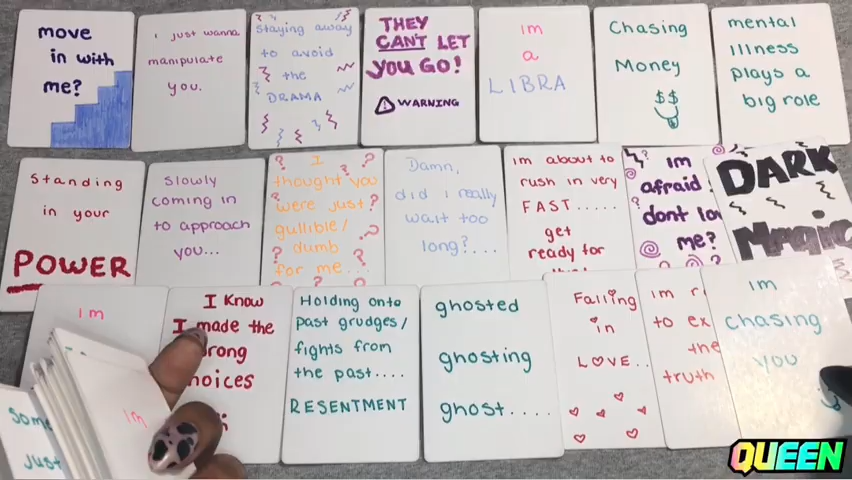 move
in with
me?
I just wanna
manipulate
you.
Staying away
to avoid
the
DRAMA
THEY
CAN'T LET
YOU GO!
WARNING
Im
a
LIBRA
Chasing
Money
$$
mental
Illness
plays a
big role
Standing
in your
POWER
Slowly
coming in
to approach
you...
I
thought you
were just
gullible/
dumb
for me...
Damn,
did I really
wait too
long?....
im about to
rush in very
FAST.....
get
ready for
im
afraid
dont
me?
DARK
Magic
Im
I Know
I made the
wrong
choices
Holding onto
past grudges/
fights from
the past....
RESENTMENT
ghosted
ghosting
ghost....
Falling
in
LOVE..
im
to
the
truth
im
chasing
you
Im
Just
QUEEN